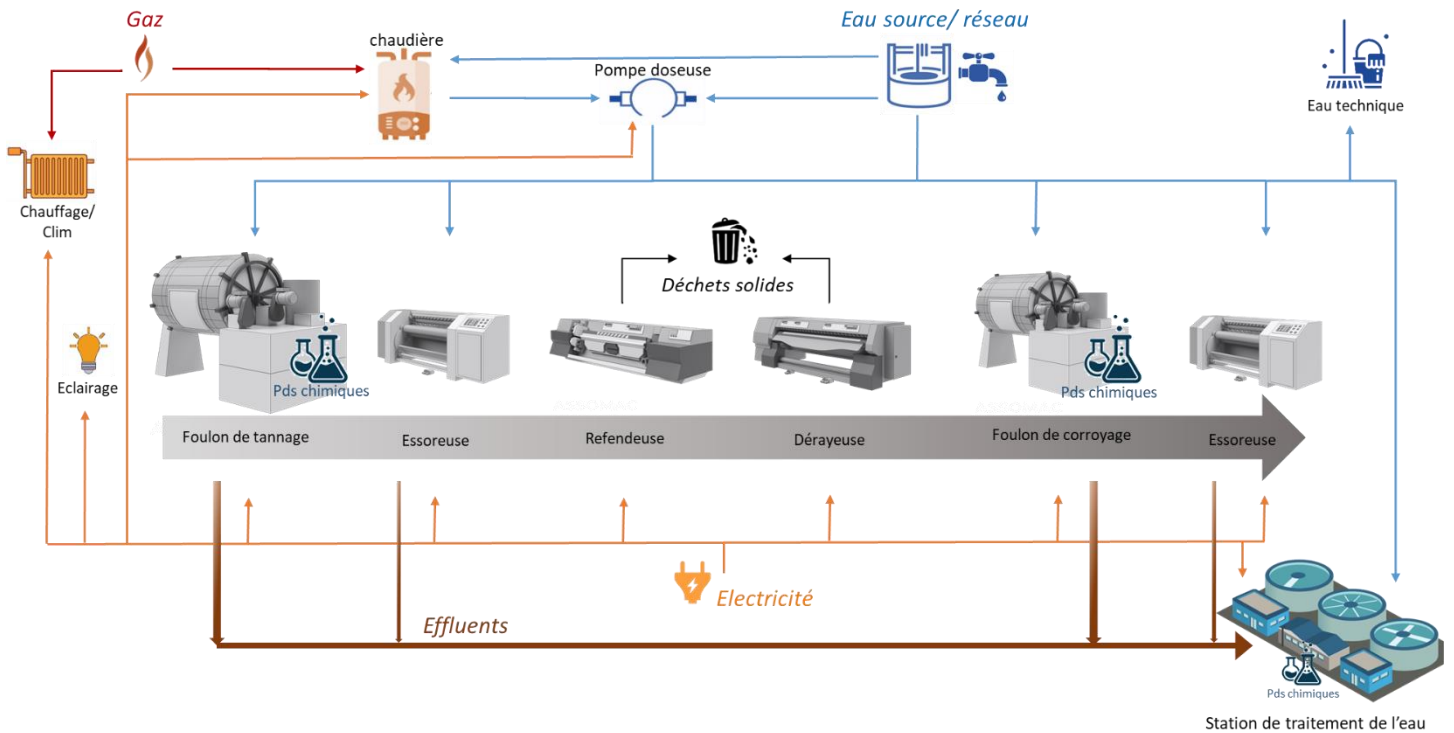 Gaz
Eau source/ réseau
chaudière
Pompe doseuse
Eau technique
Chauffage/
Clim
Déchets solides
Eclairage
Pds chimiques
Pds chimiques
ASSOMAC
Foulon de tannage
Essoreuse
Refendeuse
Dérayeuse
Foulon de corroyage
Essoreuse
Electricité
Effluents
Pds chimiques
Station de traitement de l’eau